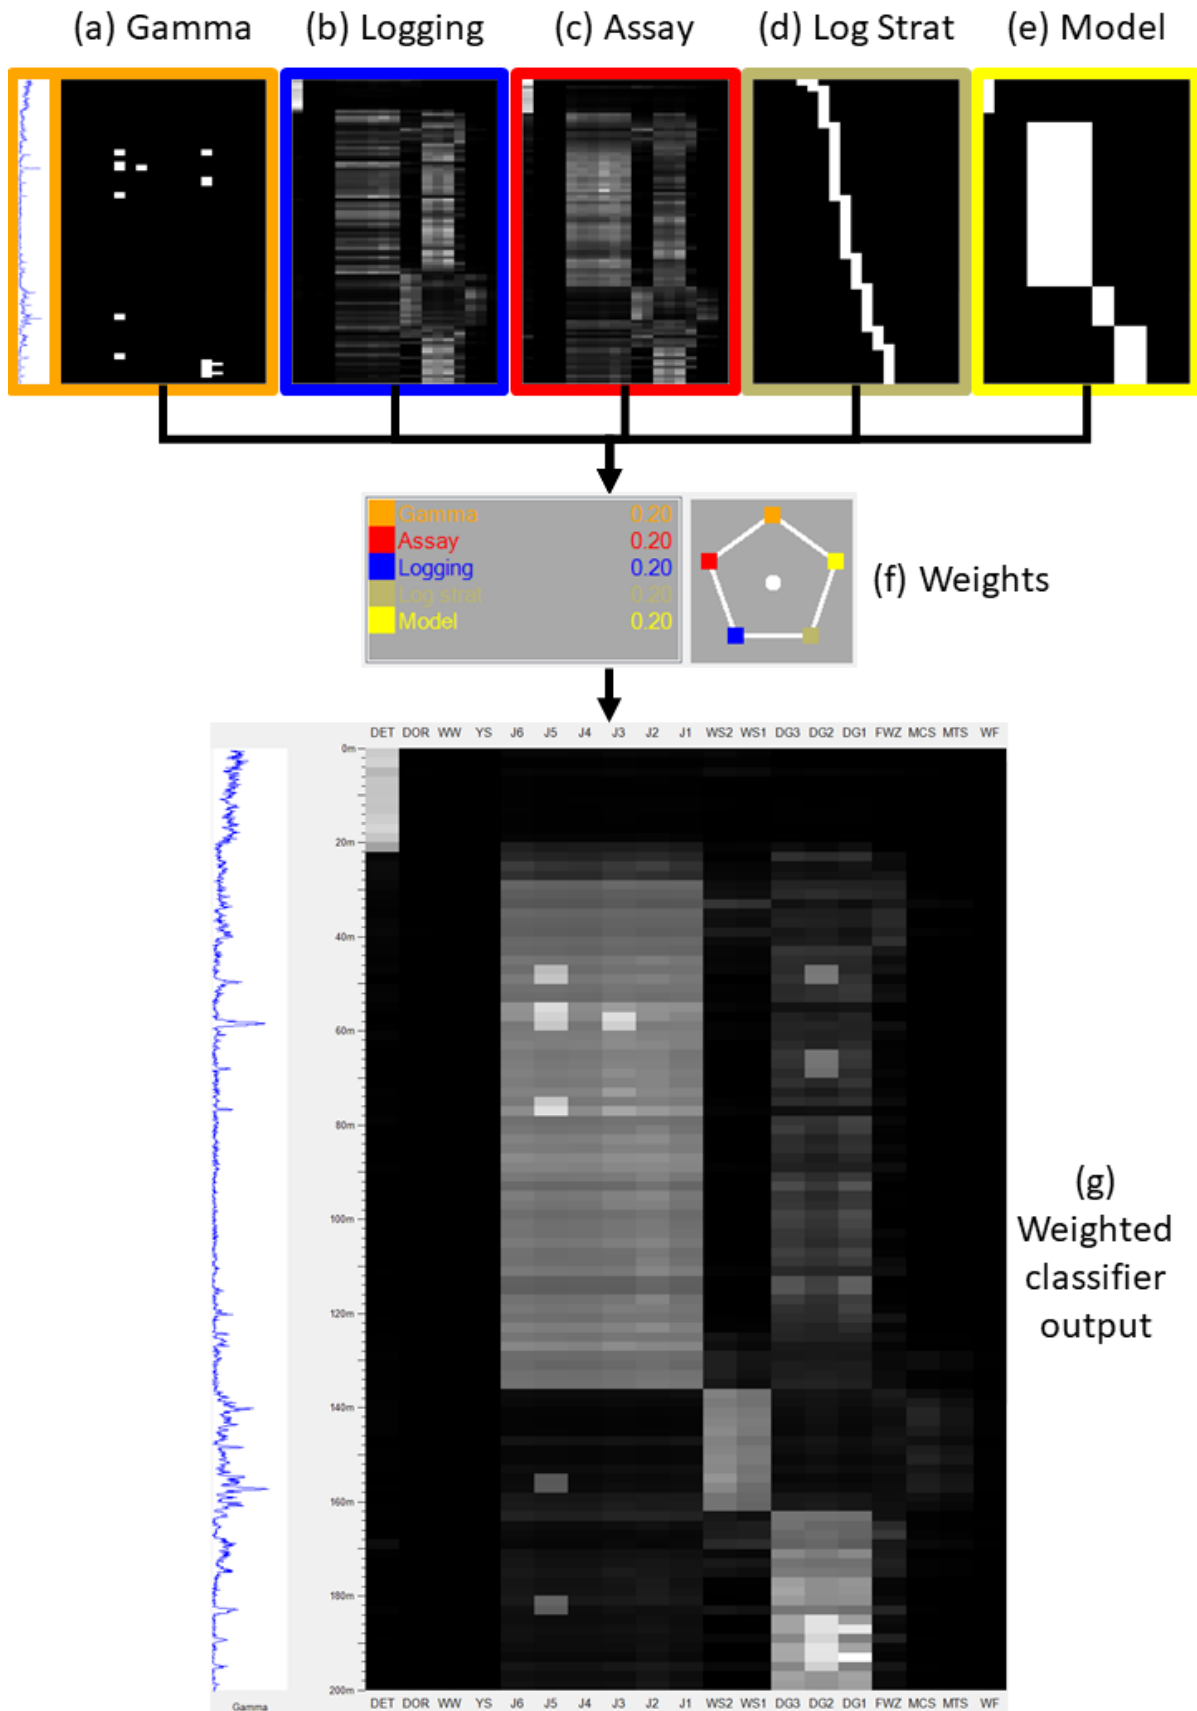 (a) Gamma (b) Logging (c) Assay (d) Log Strat (e) Model
Gamma 0.20
Assay 0.20
Logging 0.20
Log strat 0.20
Model 0.20
(f) Weights
DET DOR WW YS J6 J5 J4 J3 J2 J1 WS2 WS1 DG3 DG2 DG1 FWZ MCS MTS WF
0m
20m
40m
60m
80m
100m
120m
140m
160m
180m
200m
(g)
Weighted
classifier
output
Gamma DET DOR WW YS J6 J5 J4 J3 J2 J1 WS2 WS1 DG3 DG2 DG1 FWZ MCS MTS WF